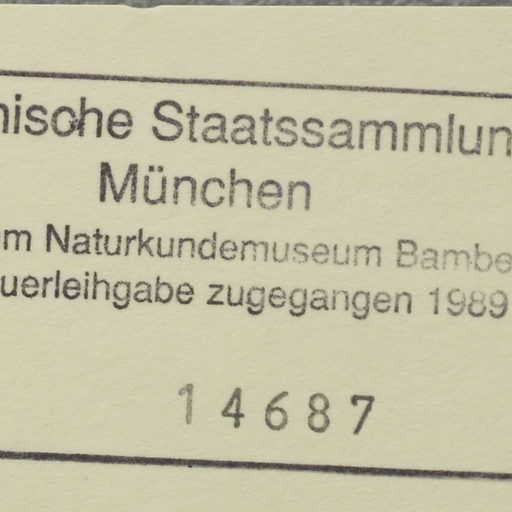 nische Staatssammlun
München
m Naturkundemuseum Bambe
uerleihgabe zugegangen 1989
14687